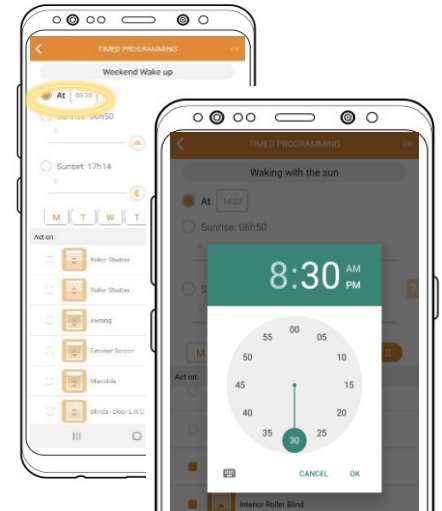 TIMED PROGRAMMING
OK
Weekend Wake up
At 08:30
Sunrise: 06h50
0
Sunset: 17h14
0
M T W T
Act on:
Roller Shutter
Roller Shutter
Awning
Exterior Screen
Blinds - Door L R C
TIMED PROGRAMMING
OK
Waking with the sun
At 14:22
Sunrise: 06h50
S
M
S
Act on:
8:30 AM
PM
00
55
05
50
10
45
15
40
20
35
25
30
CANCEL OK
Interior Roller Blind